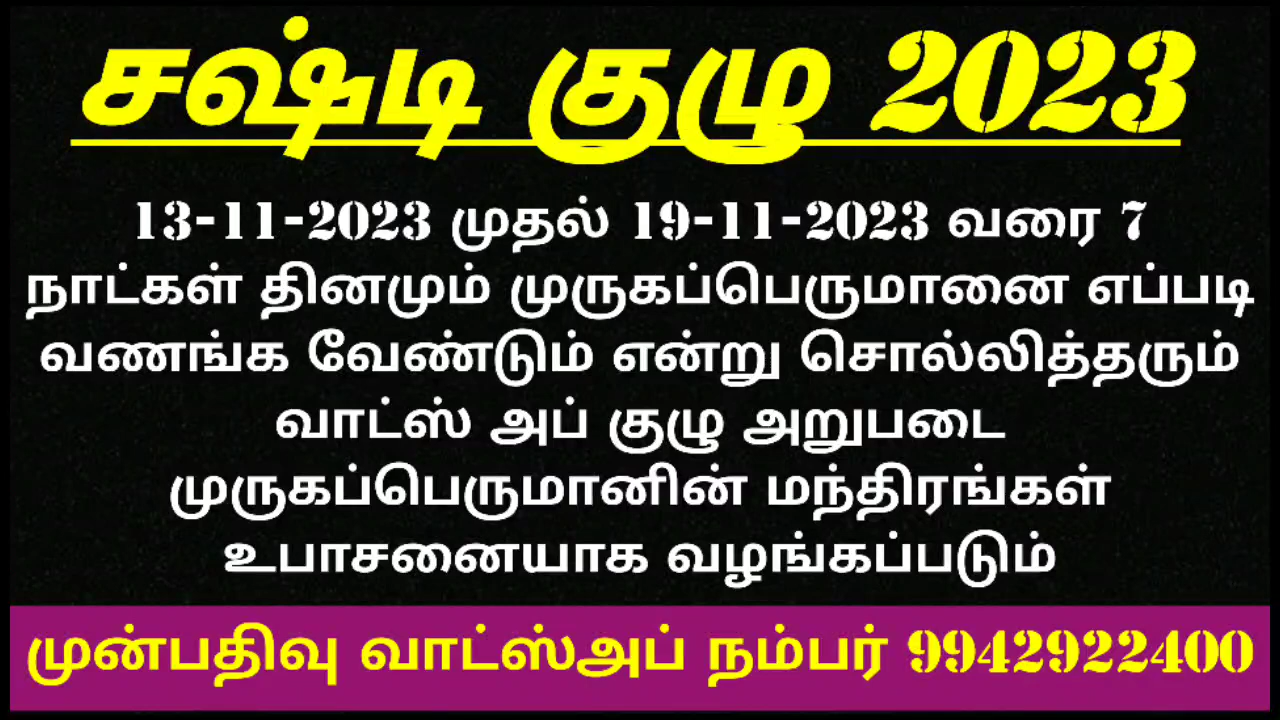 சஷ்டி குழு 2023
13-11-2023 முதல் 19-11-2023 வரை 7
நாட்கள் தினமும் முருகப்பெருமானை எப்படி
வணங்க வேண்டும் என்று சொல்லித்தரும்
வாட்ஸ் அப் குழு அறுபடை
முருகப்பெருமானின் மந்திரங்கள்
உபாசனையாக வழங்கப்படும்
முன்பதிவு வாட்ஸ்அப் நம்பர் 9942922400